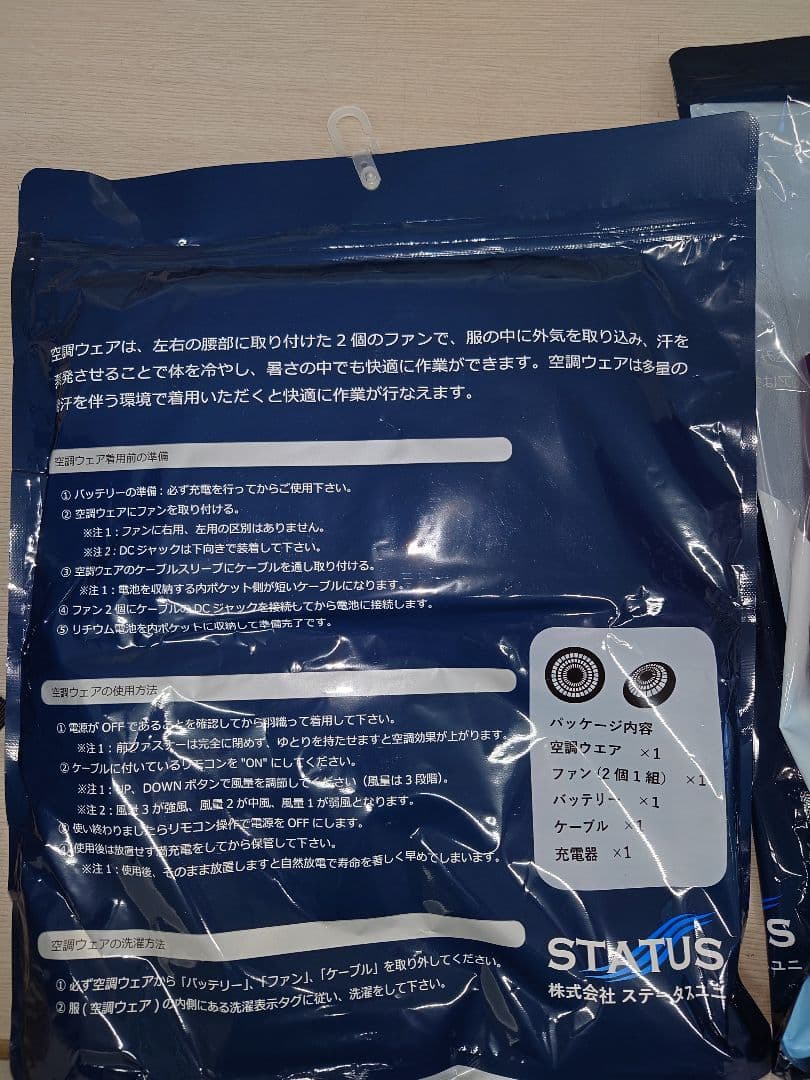 空調ウェアは、左右の腰部に取り付けた２個のファンで、服の中に外気を取り込み、汗を
発させることで体を冷やし、暑さの中でも快適に作業ができます。空調ウェアは多量の
汗を伴う環境で着用いただくと快適に作業が行なえます。
空調ウェア着用前の準備
① バッテリーの準備：必ず充電を行ってからご使用下さい。
② 空調ウェアにファンを取り付ける。
※注１：ファンに右用、左用の区別はありません。
※注２：DCジャックは下向きで装着して下さい。
③ 空調ウェアのケーブルスリーブにケーブルを通し取り付ける。
※注１：電池を収納する内ポケット側が短いケーブルになります。
④ ファン２個にケーブルのDCジャックを接続してから電池に接続します。
⑤ リチウム電池を内ポケットに収納して準備完了です。
空調ウェアの使用方法
① 電源がOFFであることを確認してから羽織って着用して下さい。
※注１：前ファスナーは完全に閉めず、ゆとりを持たせますと空調効果が上がります。
② ケーブルに付いているリモコンを"ON"にしてください。
※注１：UP、DOWNボタンで風量を調節してください（風量は３段階）。
※注２：風量３が強風、風量２が中風、風量１が弱風となります。
③ 使い終わりましたらリモコン操作で電源をOFFにします。
④ 使用後は放置せず満充電をしてから保管して下さい。
※注１：使用後、そのまま放置しますと自然放電で寿命を著しく早めてしまいます。
空調ウェアの洗濯方法
① 必ず空調ウェアから「バッテリー」、「ファン」、「ケーブル」を取り外してください。
② 服（空調ウェア）の内側にある洗濯表示タグに従い、洗濯をして下さい。
パッケージ内容
空調ウエア ×1
ファン(２個１組) ×1
バッテリー ×1
ケーブル ×1
充電器 ×1
STATUS
株式会社 ステータスユニ
S
ユニ